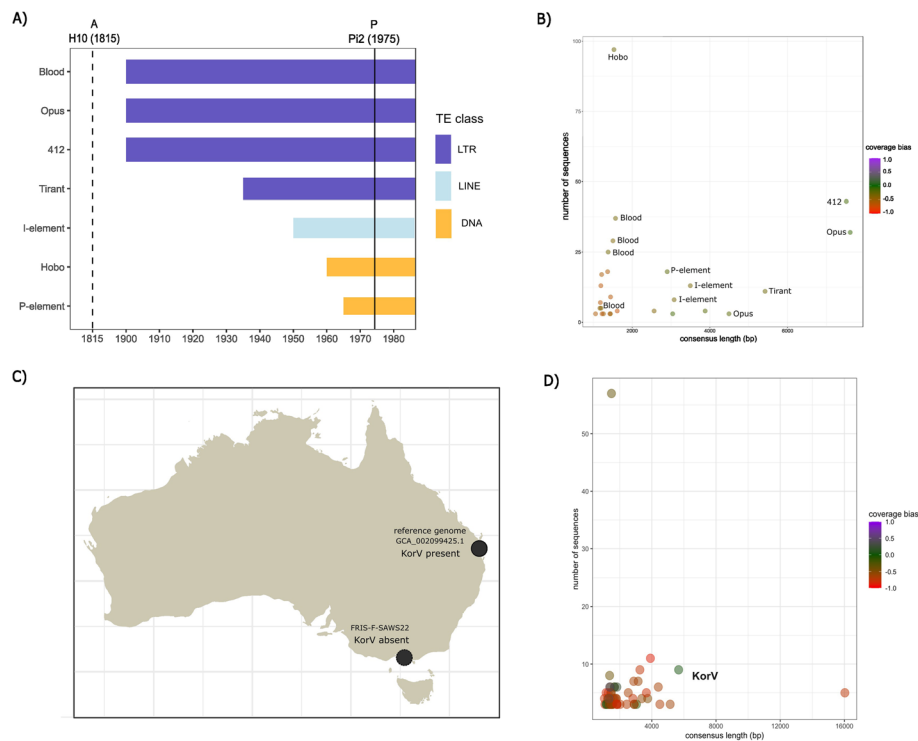 A)
A
H10 (1815)
P
Pi2 (1975)
Blood
Opus
412
Tirant
I-element
Hobo
P-element
1815 1900 1910 1920 1930 1940 1950 1960 1970 1980
TE class
LTR
LINE
DNA
B)
number of sequences
100
75
50
25
0
Hobo
412
Opus
Blood
Blood
Blood
P-element
I-element
Tirant
I-element
Blood
Opus
2000 4000 6000
consensus length (bp)
coverage bias
1.0
0.5
0.0
-0.5
-1.0
C)
reference genome
GCA_002099425.1
KorV present
FRIS-F-SAWS22
KorV absent
D)
number of sequences
50
40
30
20
10
KorV
4000 8000 12000 16000
consensus length (bp)
coverage bias
1.0
0.5
0.0
-0.5
-1.0